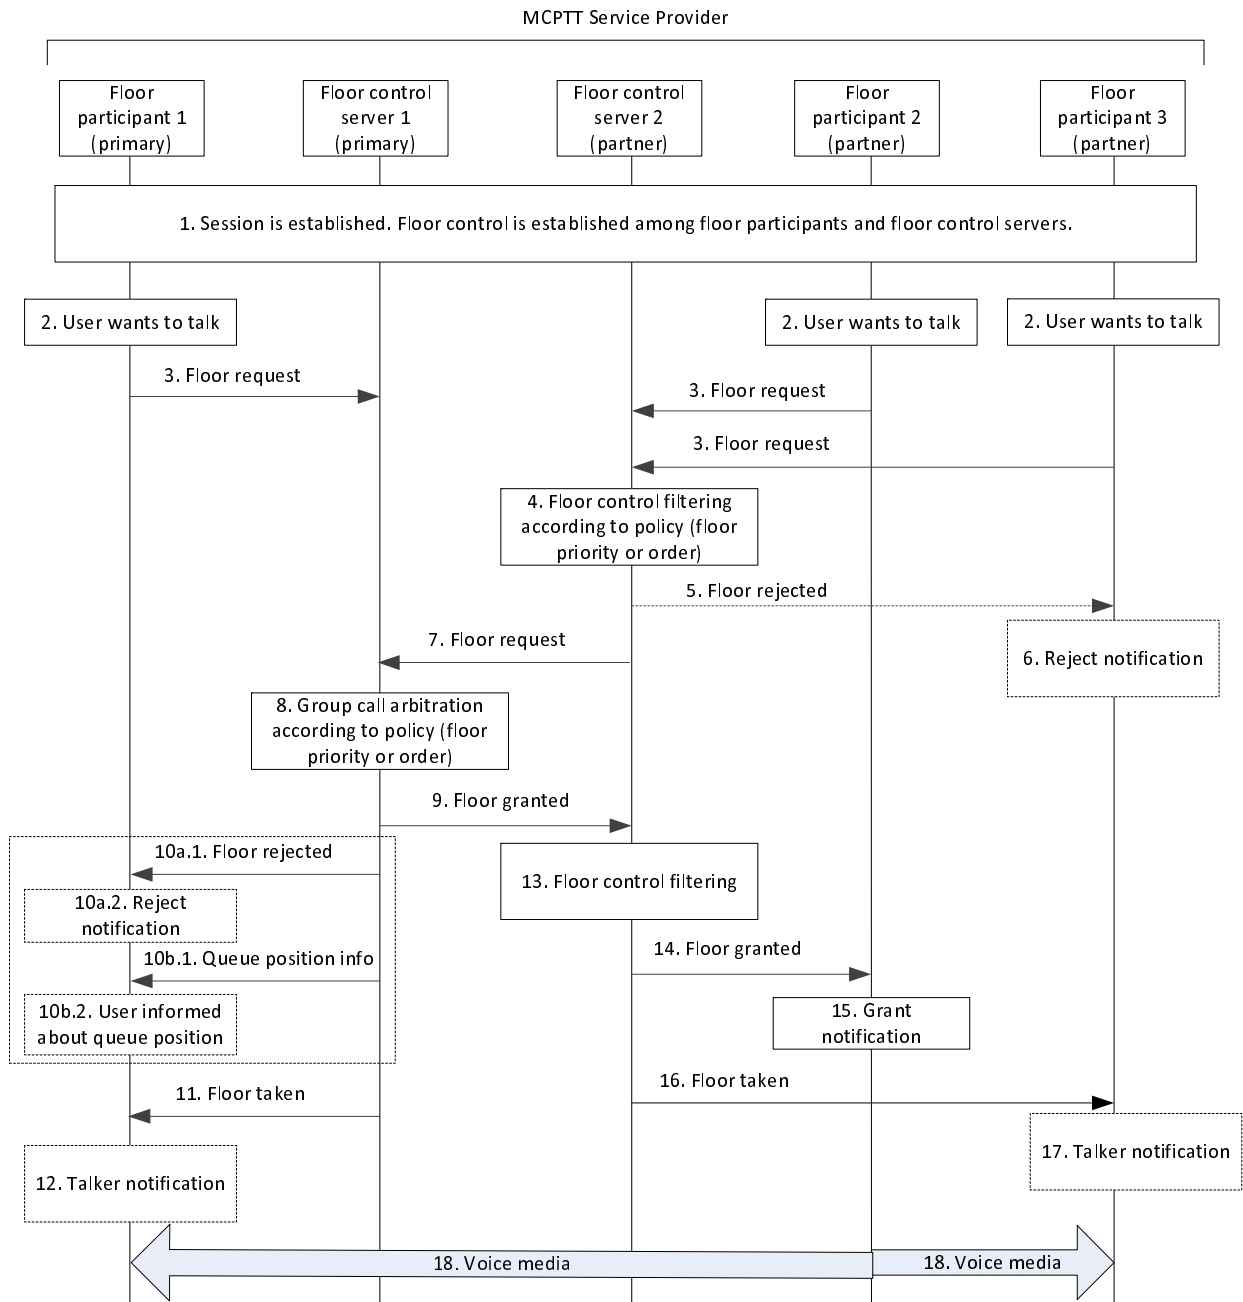 MCPTT Service Provider
Floor
participant 1
(primary)
Floor control
server 1
(primary)
Floor control
server 2
(partner)
Floor
participant 2
(partner)
Floor
participant 3
(partner)
1. Session is established. Floor control is established among floor participants and floor control servers.
2. User wants to talk
2. User wants to talk
2. User wants to talk
3. Floor request
3. Floor request
3. Floor request
4. Floor control filtering
according to policy (floor
priority or order)
5. Floor rejected
6. Reject notification
7. Floor request
8. Group call arbitration
according to policy (floor
priority or order)
9. Floor granted
10a.1. Floor rejected
10a.2. Reject
notification
10b.1. Queue position info
10b.2. User informed
about queue position
11. Floor taken
12. Talker notification
13. Floor control filtering
14. Floor granted
15. Grant
notification
16. Floor taken
17. Talker notification
18. Voice media
18. Voice media